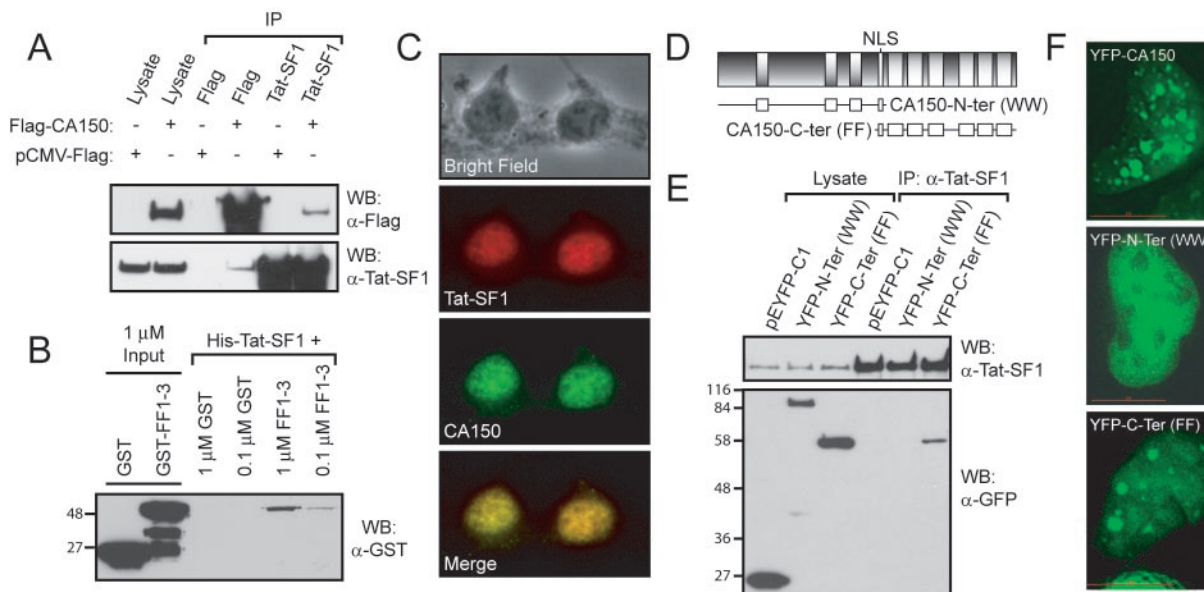 A
IP
Lysate
Lysate
Flag
Flag
Tat-SF1
Tat-SF1
Flag-CA150: - + - + - +
pCMV-Flag: + - + - + -
WB:
α-Flag
WB:
α-Tat-SF1
B
1 µM
Input
His-Tat-SF1 +
GST
GST-FF1-3
1 µM GST
0.1 µM GST
1 µM FF1-3
0.1 µM FF1-3
48
27
WB:
α-GST
C
Bright Field
Tat-SF1
CA150
Merge
D
NLS
CA150-N-ter (WW)
CA150-C-ter (FF)
E
Lysate
IP: α-Tat-SF1
pEYFP-C1
YFP-N-Ter (WW)
YFP-C-Ter (FF)
pEYFP-C1
YFP-N-Ter (WW)
YFP-C-Ter (FF)
WB:
α-Tat-SF1
116
84
58
48
36
27
WB:
α-GFP
F
YFP-CA150
YFP-N-Ter (WW)
YFP-C-Ter (FF)